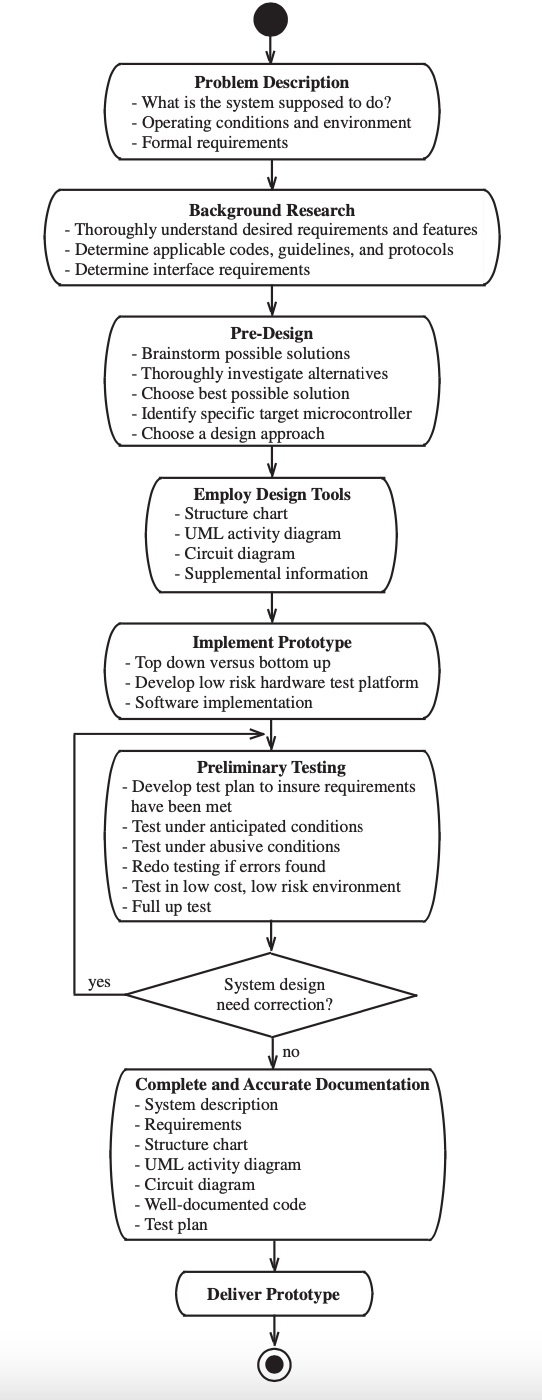 Problem Description
- What is the system supposed to do?
- Operating conditions and environment
- Formal requirements
Background Research
- Thoroughly understand desired requirements and features
- Determine applicable codes, guidelines, and protocols
- Determine interface requirements
Pre-Design
- Brainstorm possible solutions
- Thoroughly investigate alternatives
- Choose best possible solution
- Identify specific target microcontroller
- Choose a design approach
Employ Design Tools
- Structure chart
- UML activity diagram
- Circuit diagram
- Supplemental information
Implement Prototype
- Top down versus bottom up
- Develop low risk hardware test platform
- Software implementation
Preliminary Testing
- Develop test plan to insure requirements
have been met
- Test under anticipated conditions
- Test under abusive conditions
- Redo testing if errors found
- Test in low cost, low risk environment
- Full up test
yes
System design
need correction?
no
Complete and Accurate Documentation
- System description
- Requirements
- Structure chart
- UML activity diagram
- Circuit diagram
- Well-documented code
- Test plan
Deliver Prototype